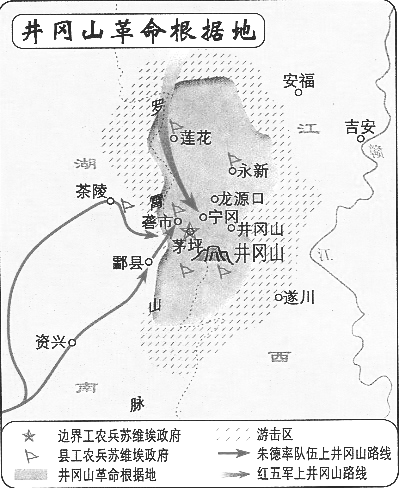 井冈山革命根据地
安福
罗
江
吉安
赣
莲花
湖
永新
茶陵
霄
龙源口
宁冈
砻市
井冈山
茅坪
井冈山
江
酃县
遂川
山
资兴
西
南
脉
边界工农兵苏维埃政府
县工农兵苏维埃政府
井冈山革命根据地
游击区
朱德率队伍上井冈山路线
红五军上井冈山路线